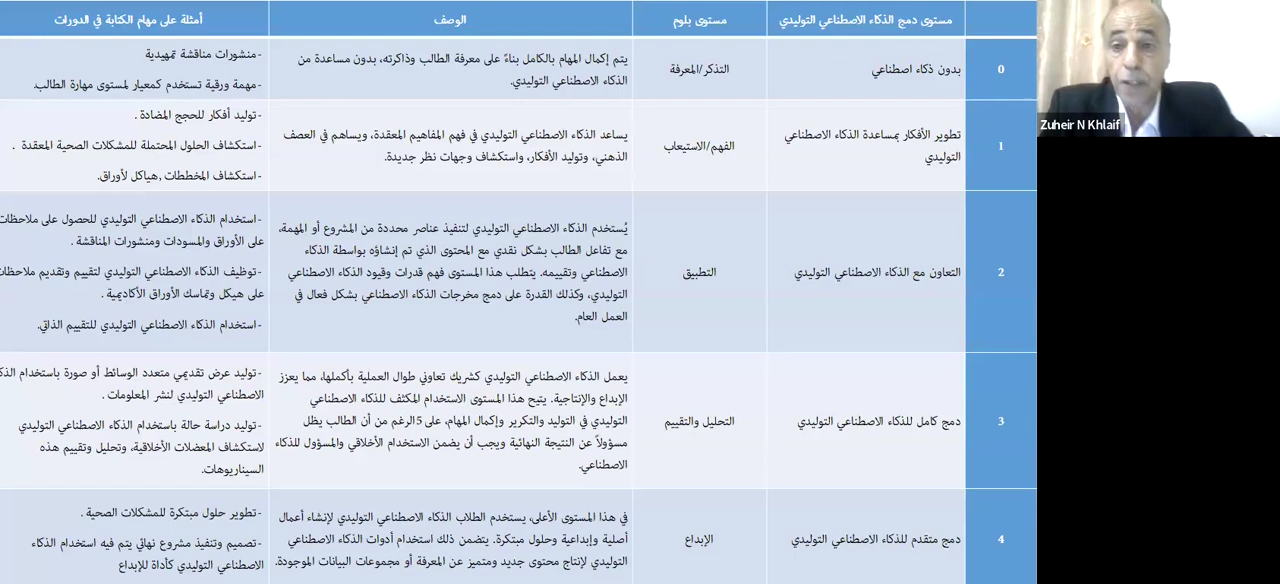 مستوى دمج الذكاء الاصطناعي التوليدي
مستوى بلوم
الوصف
أمثلة على مهام الكتابة في الدورات
0
بدون ذكاء اصطناعي
التذكر/المعرفة
يتم إكمال المهام بالكامل بناءً على معرفة الطالب وذاكرته، بدون مساعدة من
الذكاء الاصطناعي التوليدي.
-منشورات مناقشة تمهيدية
-مهمة ورقية تستخدم كمعيار لمستوى مهارة الطالب.
1
تطوير الأفكار بمساعدة الذكاء الاصطناعي
التوليدي
الفهم/الاستيعاب
يساعد الذكاء الاصطناعي التوليدي في فهم المفاهيم المعقدة، ويساهم في العصف
الذهني، وتوليد الأفكار، واستكشاف وجهات نظر جديدة.
-توليد أفكار للحجج المضادة .
-استكشاف الحلول المحتملة للمشكلات الصحية المعقدة .
-استكشاف المخططات ,هياكل لأوراق.
2
التعاون مع الذكاء الاصطناعي التوليدي
التطبيق
يُستخدم الذكاء الاصطناعي التوليدي لتنفيذ عناصر محددة من المشروع أو المهمة،
مع تفاعل الطالب بشكل نقدي مع المحتوى الذي تم إنشاؤه بواسطة الذكاء
الاصطناعي وتقييمه. يتطلب هذا المستوى فهم قدرات وقيود الذكاء الاصطناعي
التوليدي، وكذلك القدرة على دمج مخرجات الذكاء الاصطناعي بشكل فعال في
العمل العام.
-استخدام الذكاء الاصطناعي التوليدي للحصول على ملاحظات
على الأوراق والمسودات ومنشورات المناقشة .
-توظيف الذكاء الاصطناعي التوليدي لتقييم وتقديم ملاحظات
على هيكل وتماسك الأوراق الأكاديمية .
-استخدام الذكاء الاصطناعي التوليدي للتقييم الذاتي.
3
دمج كامل للذكاء الاصطناعي التوليدي
التحليل والتقييم
يعمل الذكاء الاصطناعي التوليدي كشريك تعاوني طوال العملية بأكملها، مما يعزز
الإبداع والإنتاجية. يتيح هذا المستوى الاستخدام المكثف للذكاء الاصطناعي
التوليدي في التوليد والتكرير وإكمال المهام، على 5الرغم من أن الطالب يظل
مسؤولاً عن النتيجة النهائية ويجب أن يضمن الاستخدام الأخلاقي والمسؤول للذكاء
الاصطناعي.
-توليد عرض تقديمي متعدد الوسائط أو صورة باستخدام الذك
الاصطناعي التوليدي لنشر المعلومات .
-توليد دراسة حالة باستخدام الذكاء الاصطناعي التوليدي
لاستكشاف المعضلات الأخلاقية، وتحليل وتقييم هذه
السيناريوهات.
4
دمج متقدم للذكاء الاصطناعي التوليدي
الإبداع
في هذا المستوى الأعلى، يستخدم الطلاب الذكاء الاصطناعي التوليدي لإنشاء أعمال
أصلية وإبداعية وحلول مبتكرة. يتضمن ذلك استخدام أدوات الذكاء الاصطناعي
التوليدي لإنتاج محتوى جديد ومتميز عن المعرفة أو مجموعات البيانات الموجودة.
-تطوير حلول مبتكرة للمشكلات الصحية .
-تصميم وتنفيذ مشروع نهائي يتم فيه استخدام الذكاء
الاصطناعي التوليدي كأداة للإبداع
Zuheir N Khlaif